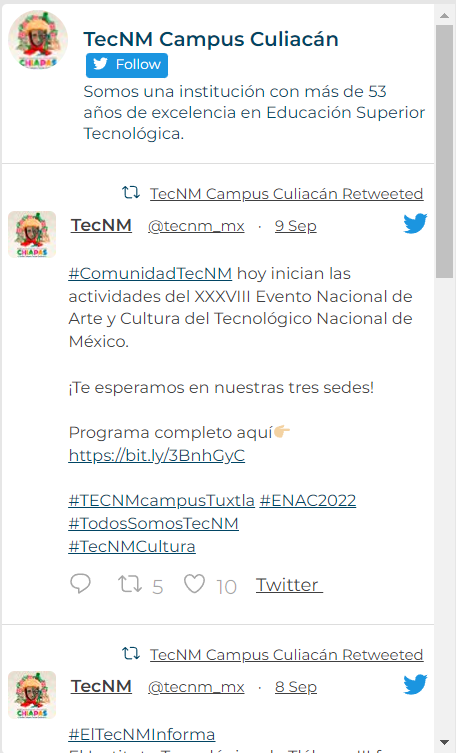 TecNM Campus Culiacán
Follow
Somos una institución con más de 53
años de excelencia en Educación Superior
Tecnológica.
TecNM Campus Culiacán Retweeted
TecNM @tecnm_mx · 9 Sep
CHIAPAS
#ComunidadTecNM hoy inician las
actividades del XXXVIII Evento Nacional de
Arte y Cultura del Tecnológico Nacional de
México.
¡Te esperamos en nuestras tres sedes!
Programa completo aquí👉🏼
https://bit.ly/3BnhGyC
#TECNMcampusTuxtla #ENAC2022
#TodosSomosTecNM
#TecNMCultura
5 10 Twitter
TecNM Campus Culiacán Retweeted
TecNM @tecnm_mx · 8 Sep
CHIAPAS
#ElTecNMInforma